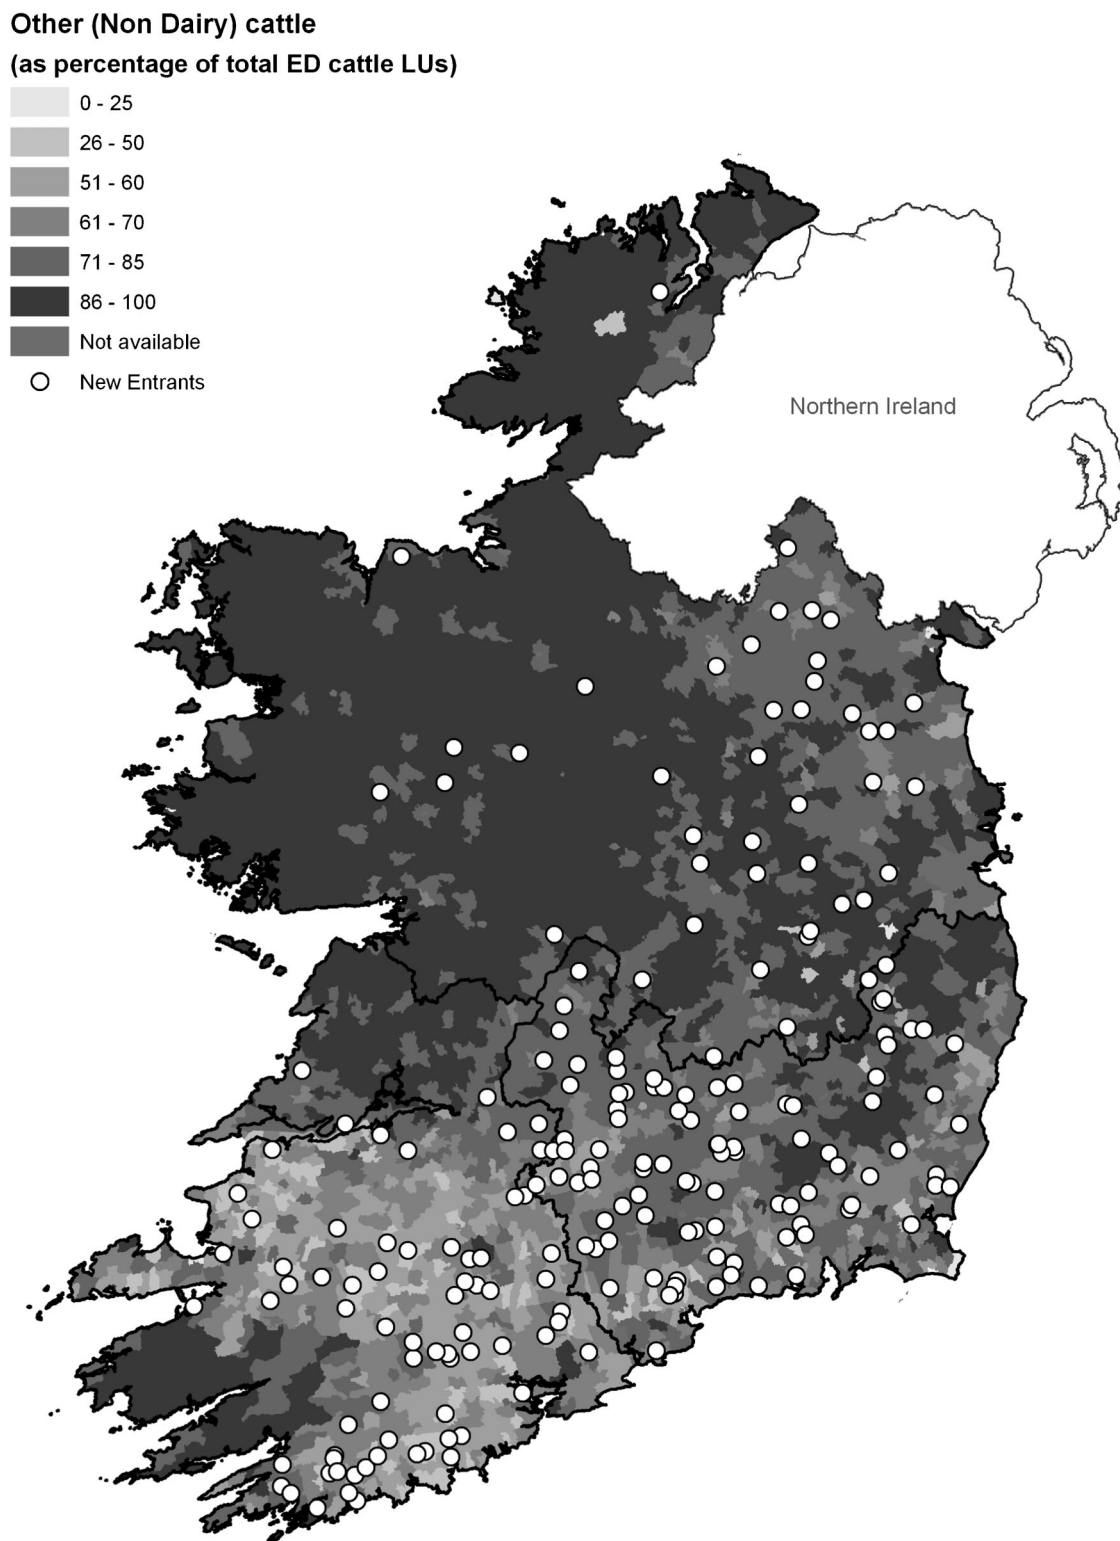 Other (Non Dairy) cattle
(as percentage of total ED cattle LUs)
0 - 25
26 - 50
51 - 60
61 - 70
71 - 85
86 - 100
Not available
New Entrants
Northern Ireland